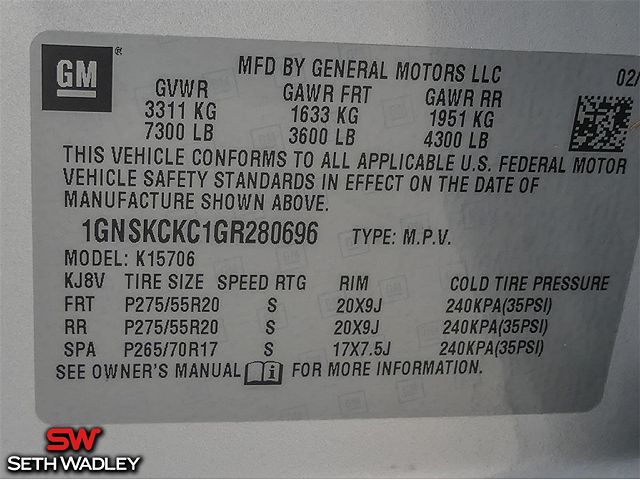 GM ®
MFD BY GENERAL MOTORS LLC 02/
GVWR GAWR FRT GAWR RR
3311 KG 1633 KG 1951 KG
7300 LB 3600 LB 4300 LB
THIS VEHICLE CONFORMS TO ALL APPLICABLE U.S. FEDERAL MOTOR
VEHICLE SAFETY STANDARDS IN EFFECT ON THE DATE OF
MANUFACTURE SHOWN ABOVE.
1GNSKCKC1GR280696 TYPE: M.P.V.
MODEL: K15706
KJ8V TIRE SIZE SPEED RTG RIM COLD TIRE PRESSURE
FRT P275/55R20 S 20X9J 240KPA(35PSI)
RR P275/55R20 S 20X9J 240KPA(35PSI)
SPA P265/70R17 S 17X7.5J 240KPA(35PSI)
SEE OWNER'S MANUAL i FOR MORE INFORMATION.
SW
SETH WADLEY